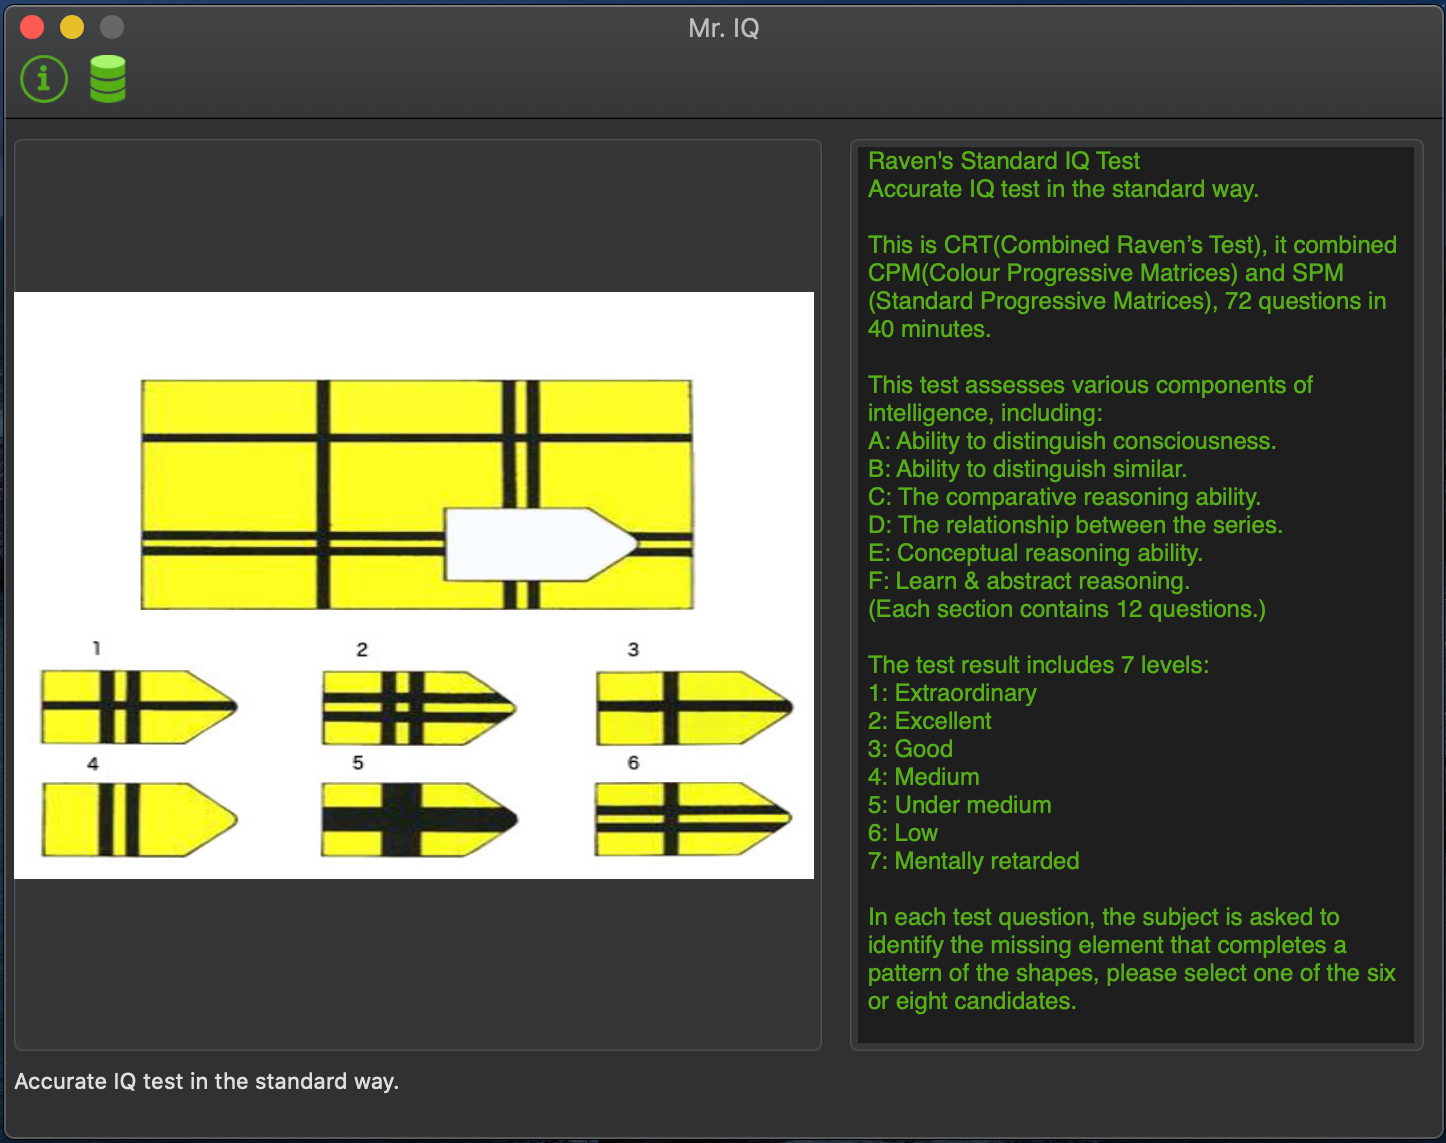 Mr. IQ
1
2
3
4
5
6
Raven's Standard IQ Test
Accurate IQ test in the standard way.
This is CRT(Combined Raven’s Test), it combined
CPM(Colour Progressive Matrices) and SPM
(Standard Progressive Matrices), 72 questions in
40 minutes.
This test assesses various components of
intelligence, including:
A: Ability to distinguish consciousness.
B: Ability to distinguish similar.
C: The comparative reasoning ability.
D: The relationship between the series.
E: Conceptual reasoning ability.
F: Learn & abstract reasoning.
(Each section contains 12 questions.)
The test result includes 7 levels:
1: Extraordinary
2: Excellent
3: Good
4: Medium
5: Under medium
6: Low
7: Mentally retarded
In each test question, the subject is asked to
identify the missing element that completes a
pattern of the shapes, please select one of the six
or eight candidates.
Accurate IQ test in the standard way.